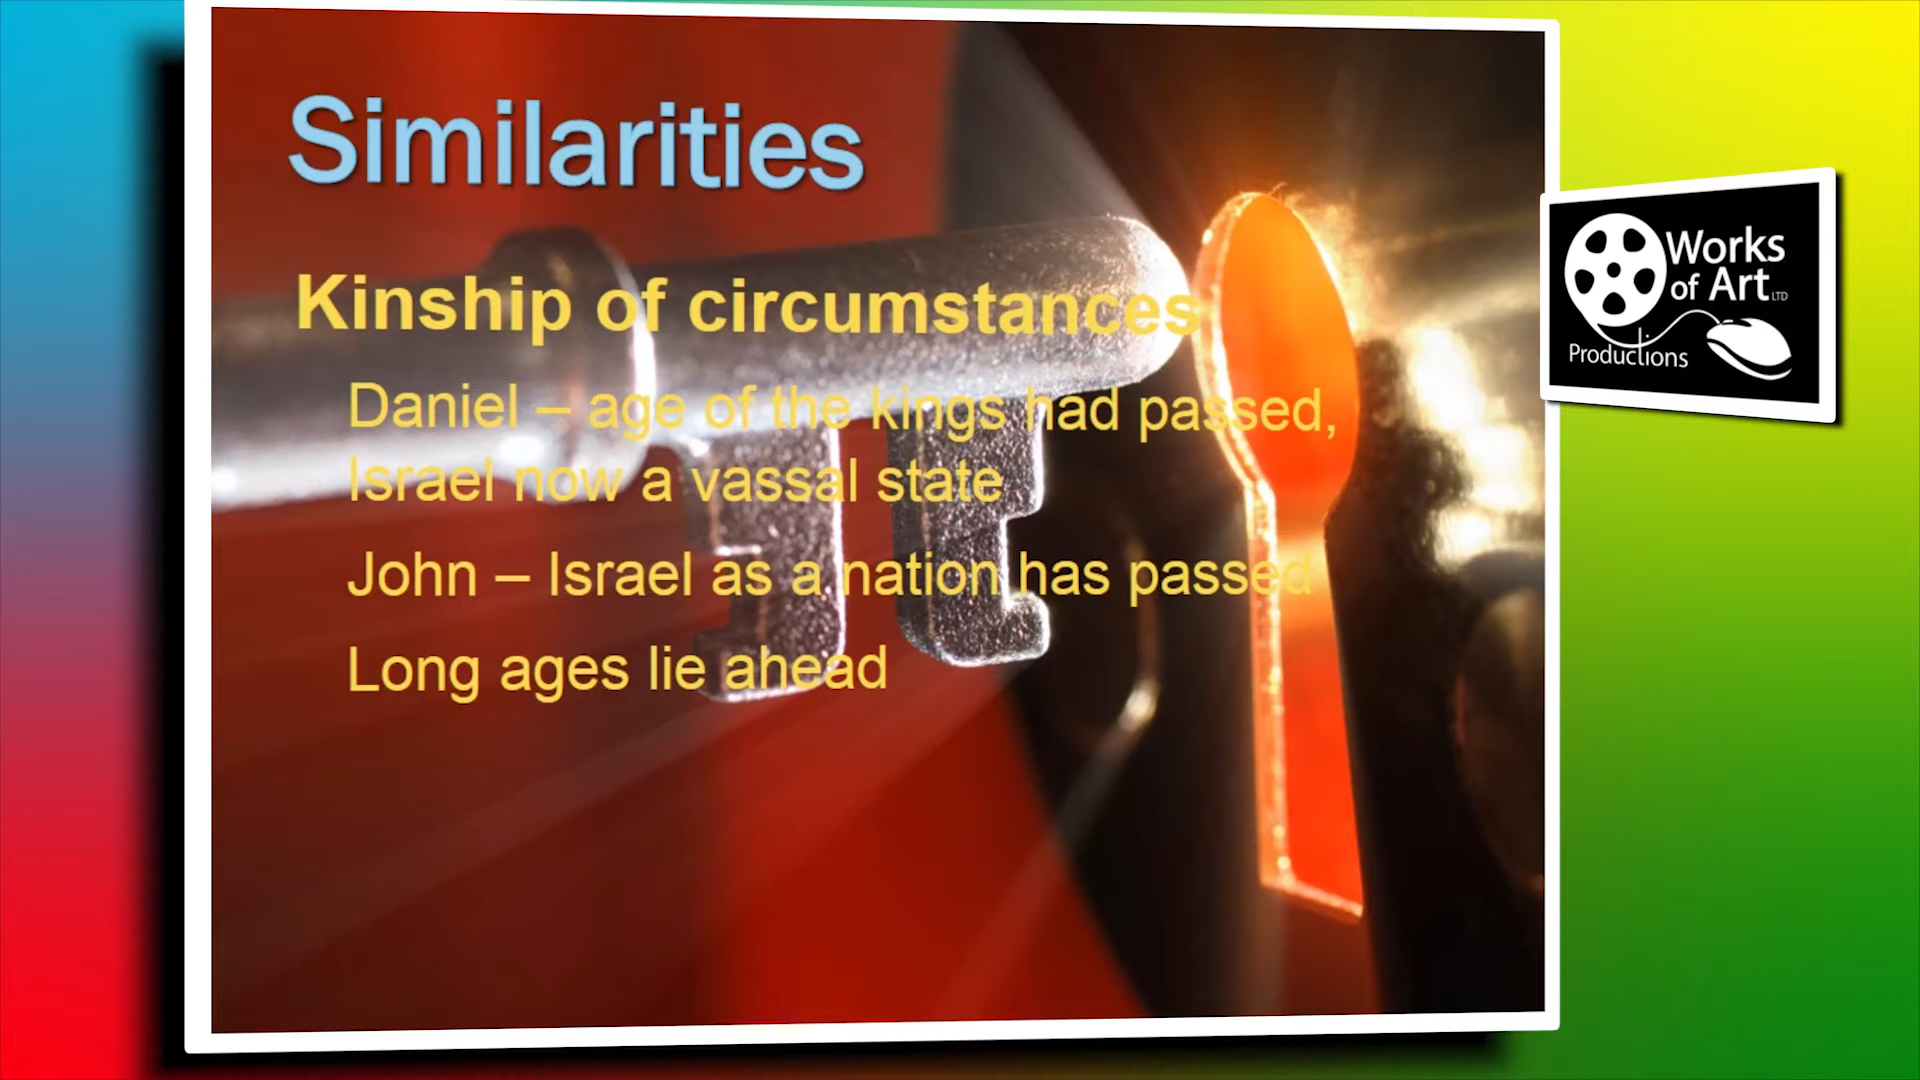 Similarities
Kinship of circumstances
Daniel – age of the kings had passed,
Israel now a vassal state
John – Israel as a nation has passed
Long ages lie ahead
Works
of Art LTD
Productions